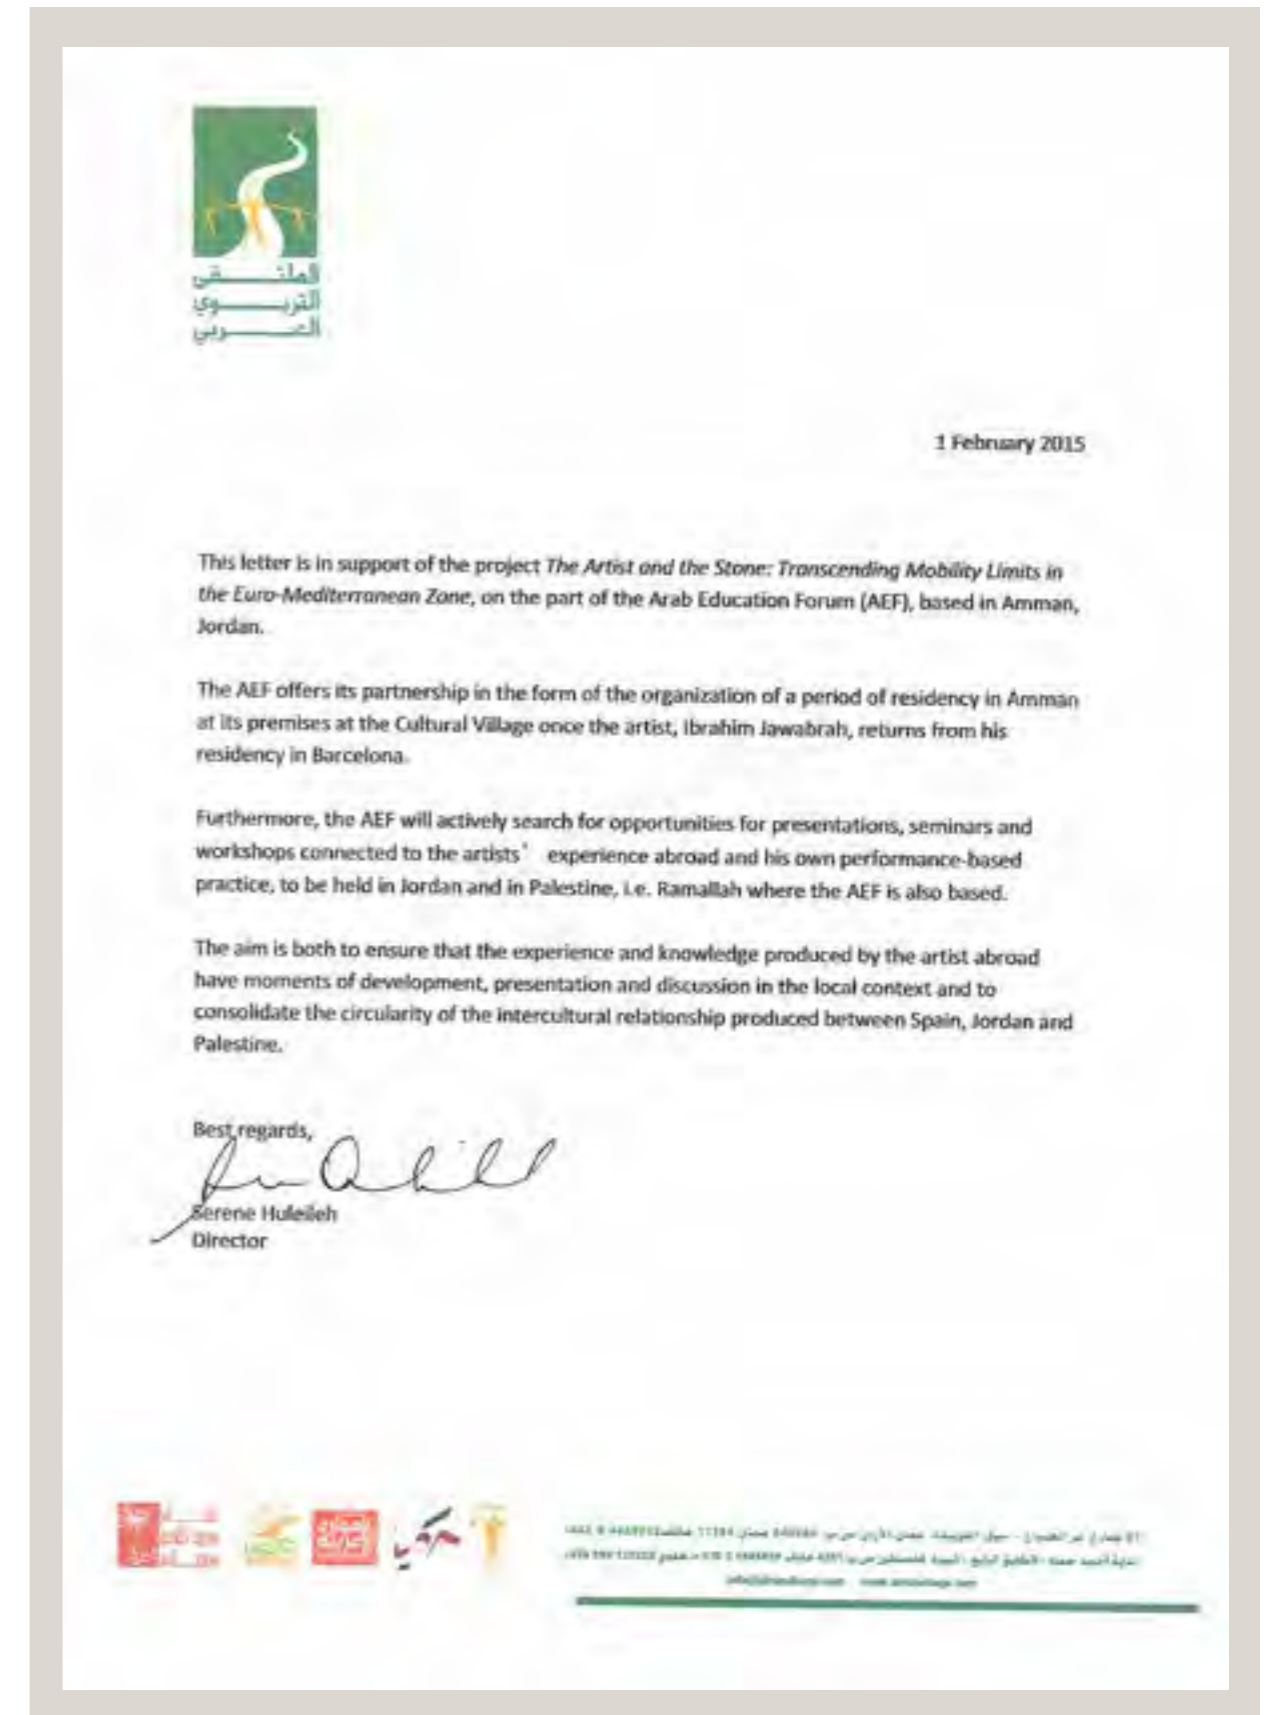 الملتقى
التربوي
العربي
1 February 2015
This letter is in support of the project The Artist and the Stone: Transcending Mobility Limits in
the Euro-Mediterranean Zone, on the part of the Arab Education Forum (AEF), based in Amman,
Jordan.
The AEF offers its partnership in the form of the organization of a period of residency in Amman
at its premises at the Cultural Village once the artist, Ibrahim Jawabrah, returns from his
residency in Barcelona.
Furthermore, the AEF will actively search for opportunities for presentations, seminars and
workshops connected to the artists' experience abroad and his own performance-based
practice, to be held in Jordan and in Palestine, i.e. Ramallah where the AEF is also based.
The aim is both to ensure that the experience and knowledge produced by the artist abroad
have moments of development, presentation and discussion in the local context and to
consolidate the circularity of the intercultural relationship produced between Spain, Jordan and
Palestine.
Best regards,
Serene Huleileh
Director